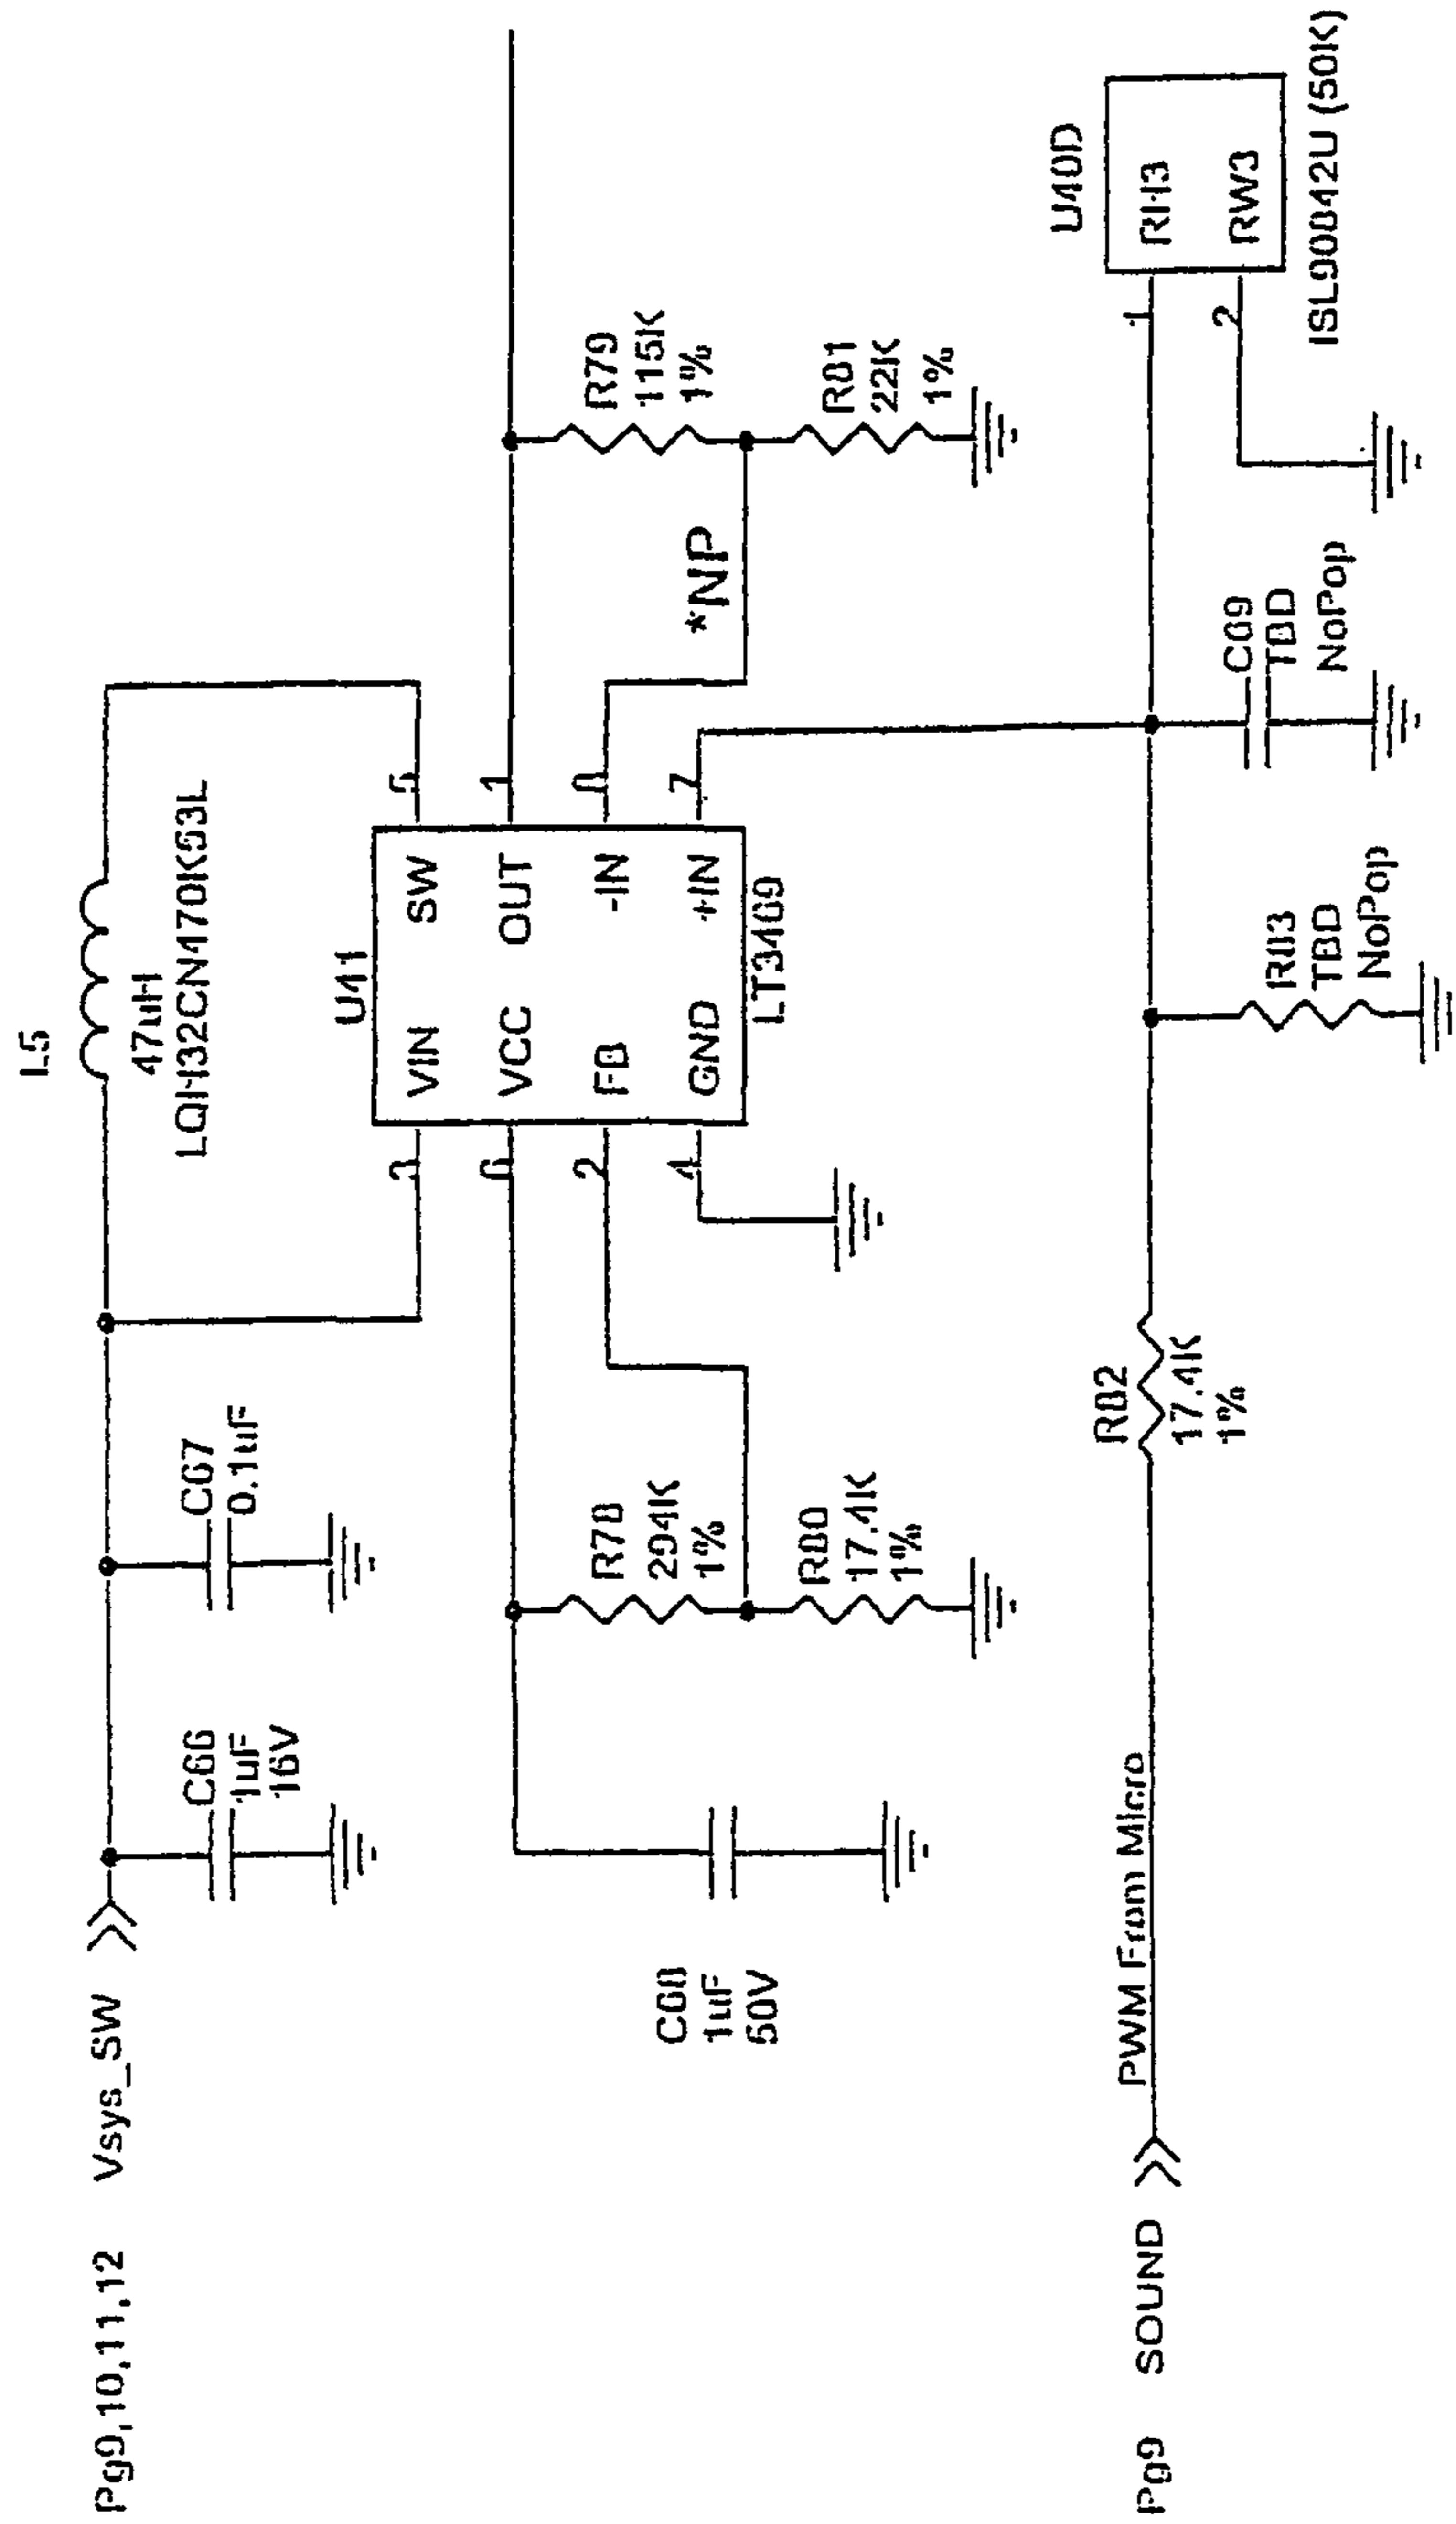 Pg9,10,11,12 Vsys_SW
C66
1uF
16V
C67
0.1uF
L5
47uH
LQH32CN470K53L
U41
VIN
VCC
FB
GND
SW
OUT
-IN
+IN
LT3469
3
6
2
4
5
1
8
7
C68
1uF
50V
R78
294K
1%
R80
17.4K
1%
*NP
R79
115K
1%
R81
22K
1%
Pg9 SOUND
PWM From Micro
R82
17.4K
1%
R83
TBD
NoPop
C69
TBD
NoPop
1
2
U40D
RH3
RW3
ISL90842U (50K)